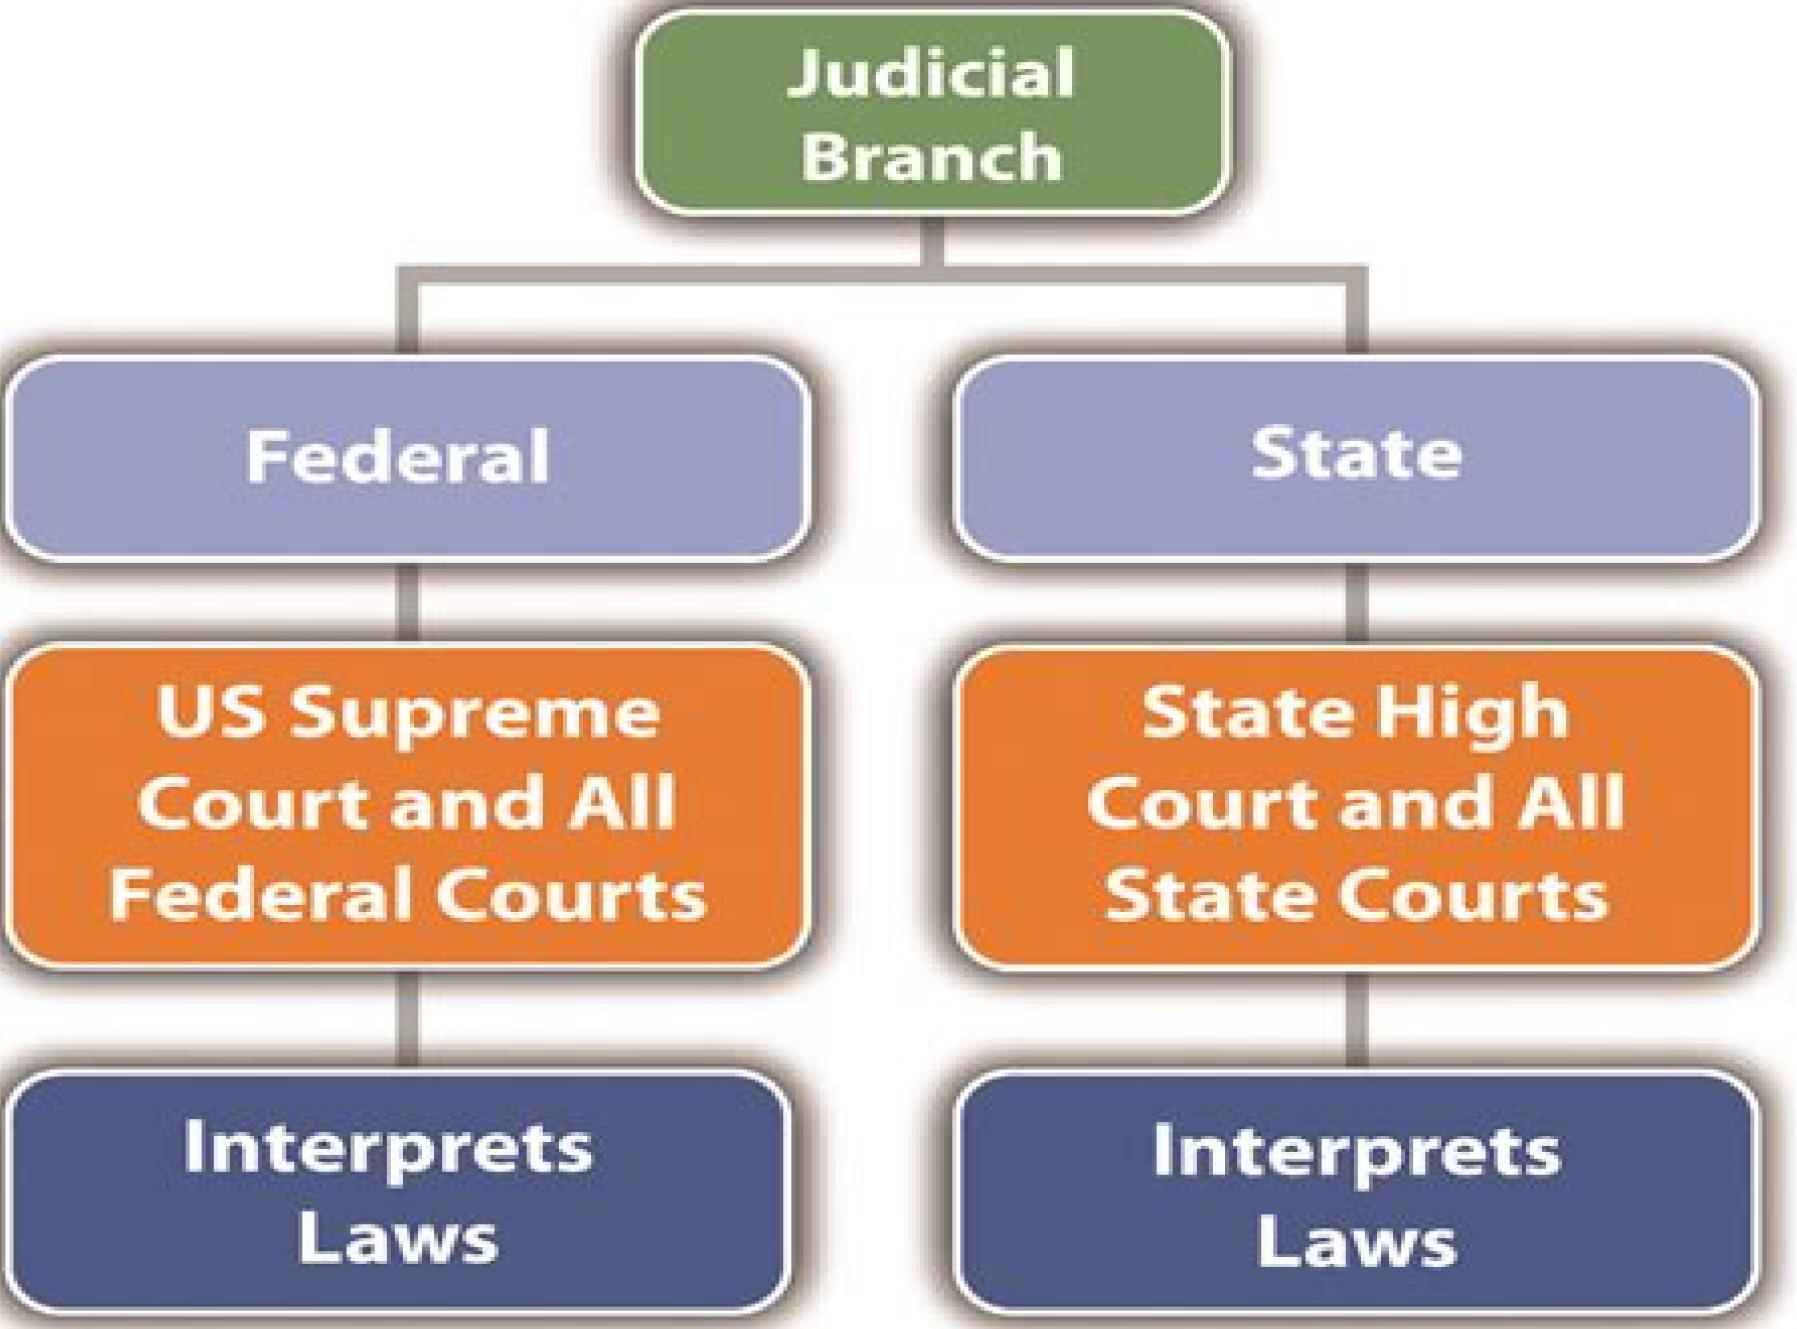 Judicial
Branch
Federal
State
US Supreme
Court and All
Federal Courts
State High
Court and All
State Courts
Interprets
Laws
Interprets
Laws